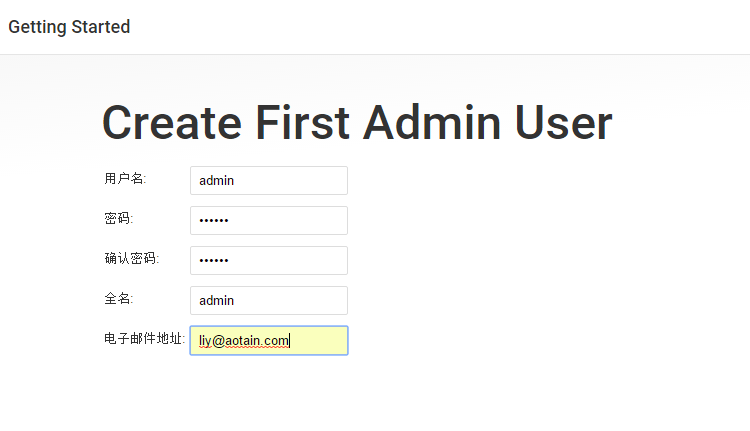 Getting Started
Create First Admin User
用户名: admin
密码: ••••••
确认密码: ••••••
全名: admin
电子邮件地址: liy@aotain.com